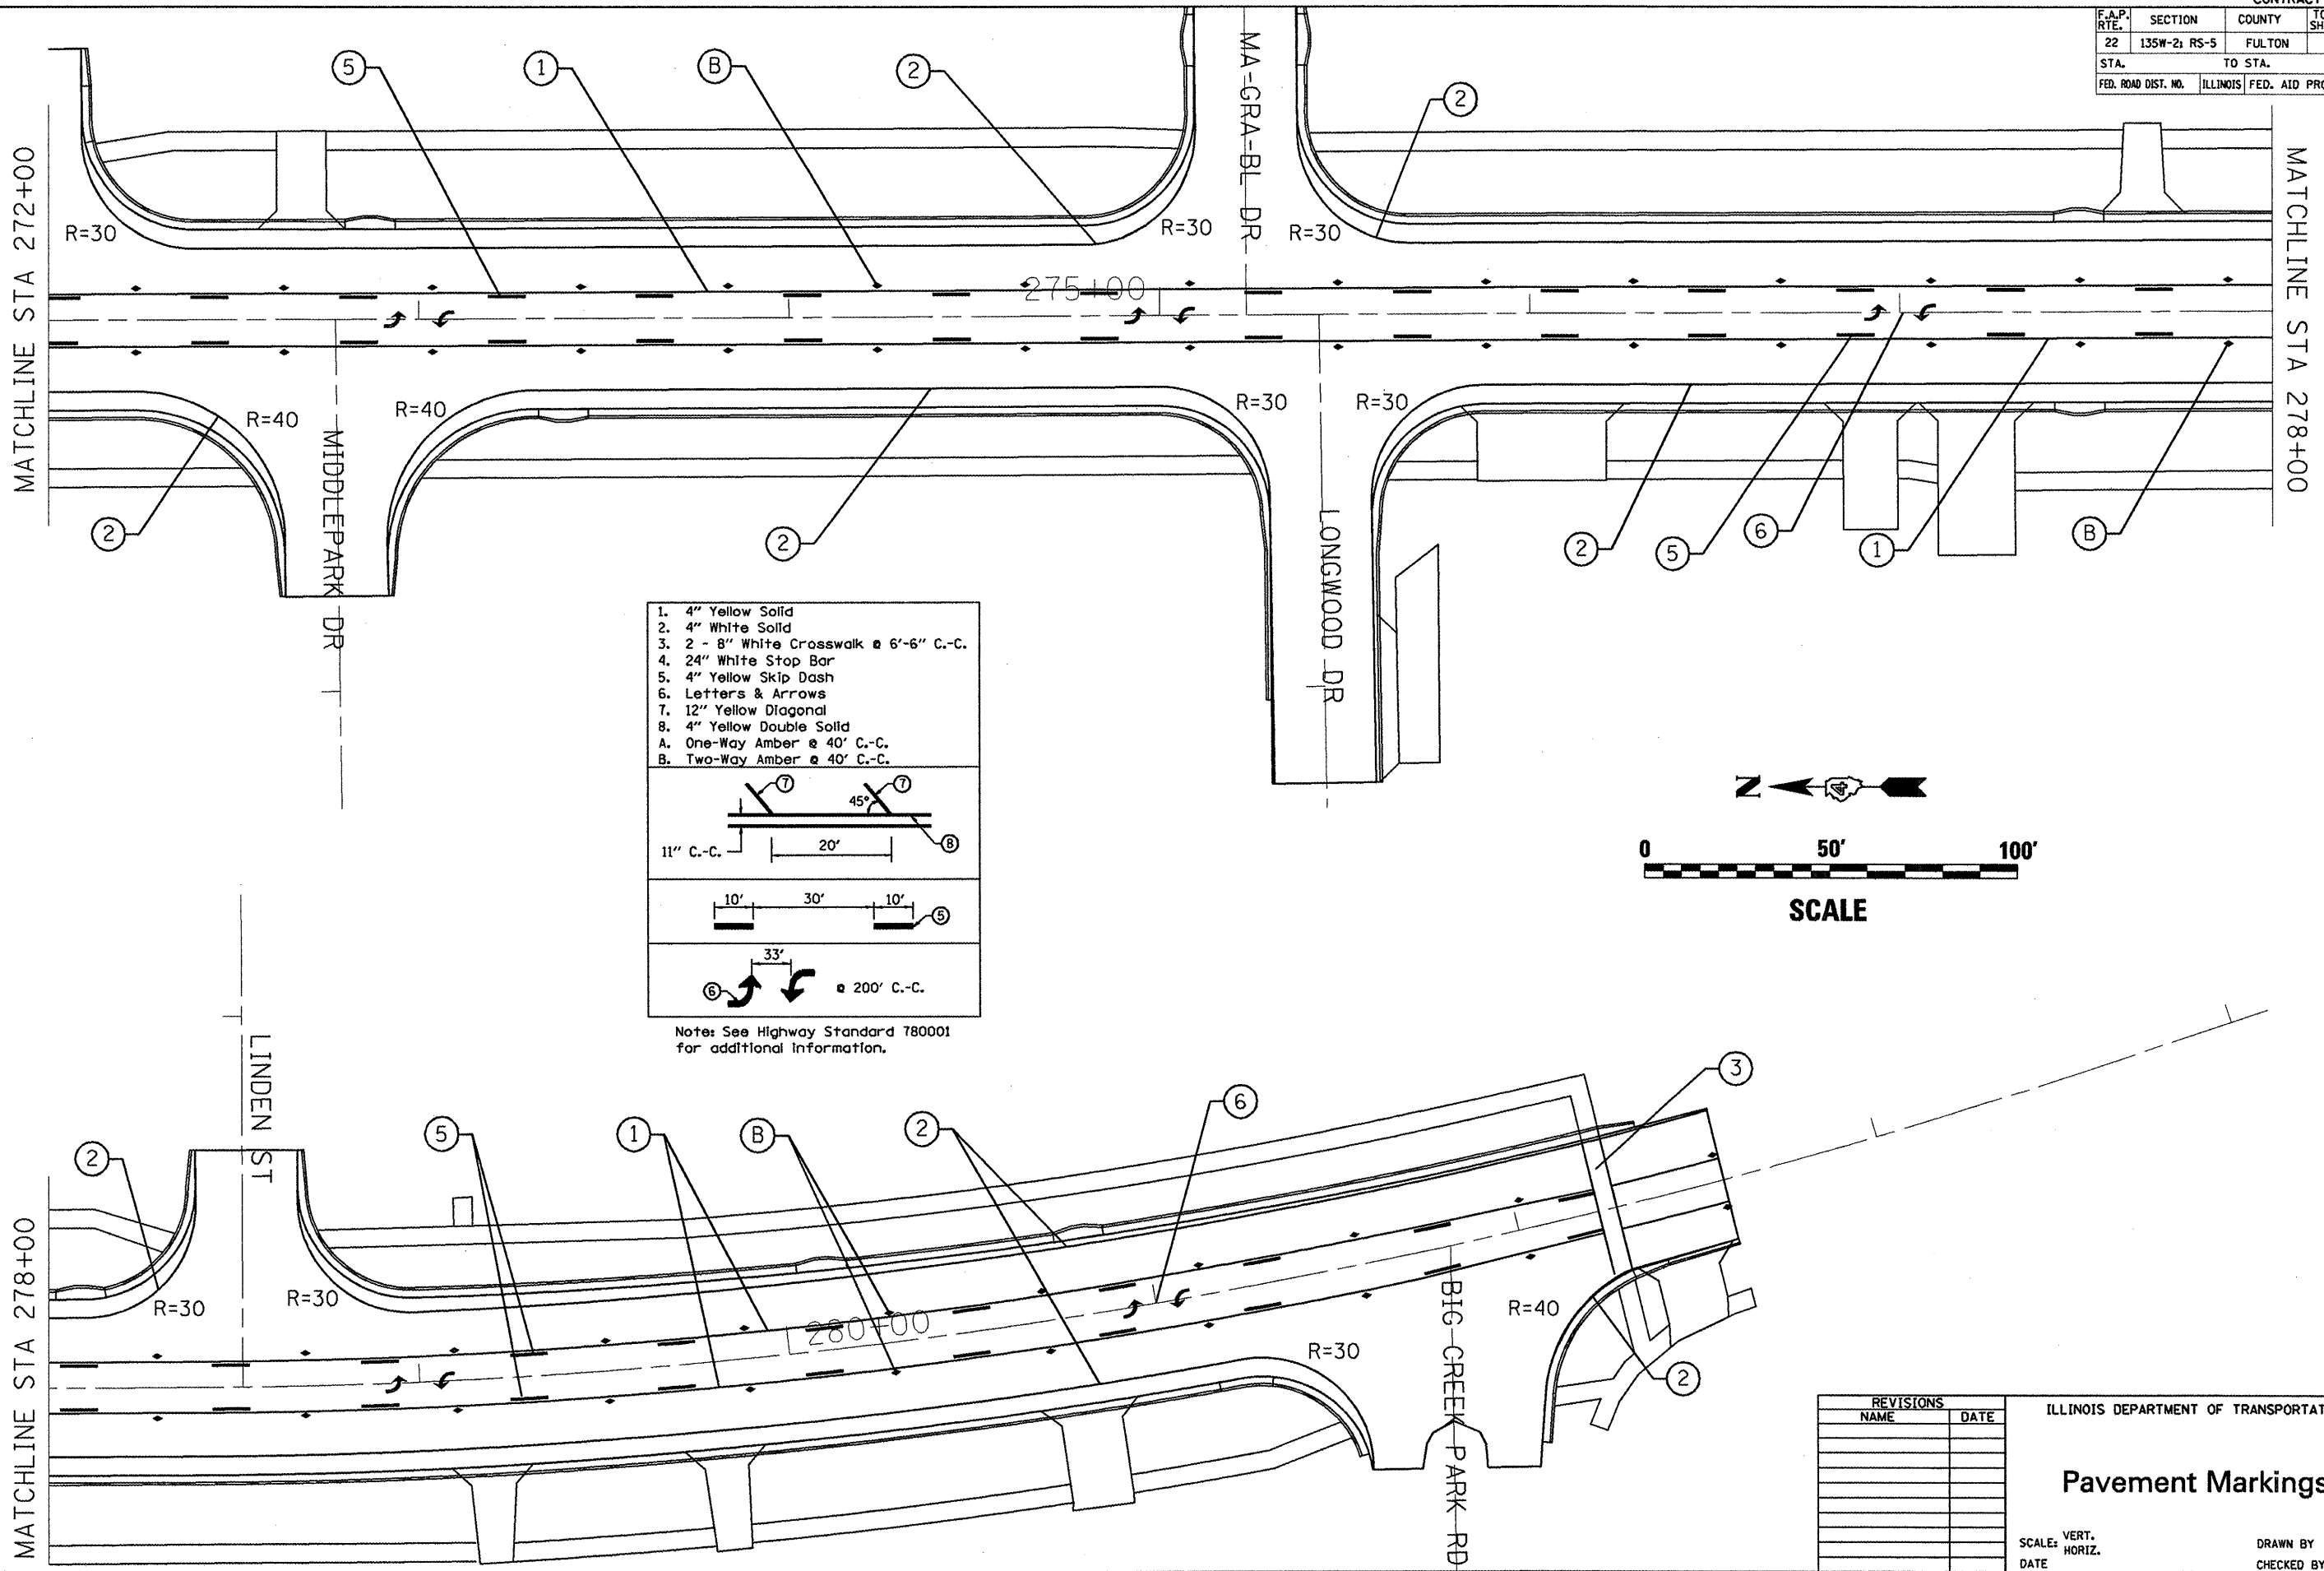 CONTRACT
F.A.P. RTE. SECTION COUNTY
22 135W-2; RS-5 FULTON
STA. TO STA.
FED. ROAD DIST. NO. ILLINOIS FED. AID
5 1 B 2 2
MA-GRA-BL DR
MATCHLINE STA 272+00
MATCHLINE STA 278+00
R=30 R=30 R=30
275+00
R=40 R=40 R=30 R=30
MIDDLEPARK DR
LONGWOOD DR
2 2 2 5 6 1 B
1. 4" Yellow Solid
2. 4" White Solid
3. 2 - 8" White Crosswalk @ 6'-6" C.-C.
4. 24" White Stop Bar
5. 4" Yellow Skip Dash
6. Letters & Arrows
7. 12" Yellow Diagonal
8. 4" Yellow Double Solid
A. One-Way Amber @ 40' C.-C.
B. Two-Way Amber @ 40' C.-C.
7 7
45°
11" C.-C. 20' 8
10' 30' 10'
5
33'
6 @ 200' C.-C.
Note: See Highway Standard 780001
for additional information.
N 4
0 50' 100'
SCALE
LINDEN ST
2 5 1 B 2 6 3
MATCHLINE STA 278+00
R=30 R=30
280+00
R=30 R=40
BIG CREEK PARK RD
2
REVISIONS
NAME DATE
ILLINOIS DEPARTMENT OF TRANSPORTAT
Pavement Markings
SCALE: VERT.
HORIZ.
DRAWN BY
DATE
CHECKED BY